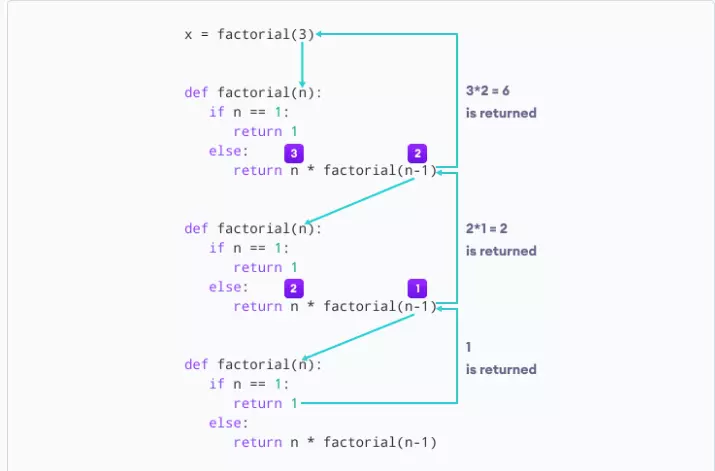 x = factorial(3)
def factorial(n):
if n == 1:
return 1
else:
3 2
return n * factorial(n-1)
3*2 = 6
is returned
def factorial(n):
if n == 1:
return 1
else:
2 1
return n * factorial(n-1)
2*1 = 2
is returned
def factorial(n):
if n == 1:
return 1
else:
return n * factorial(n-1)
1
is returned